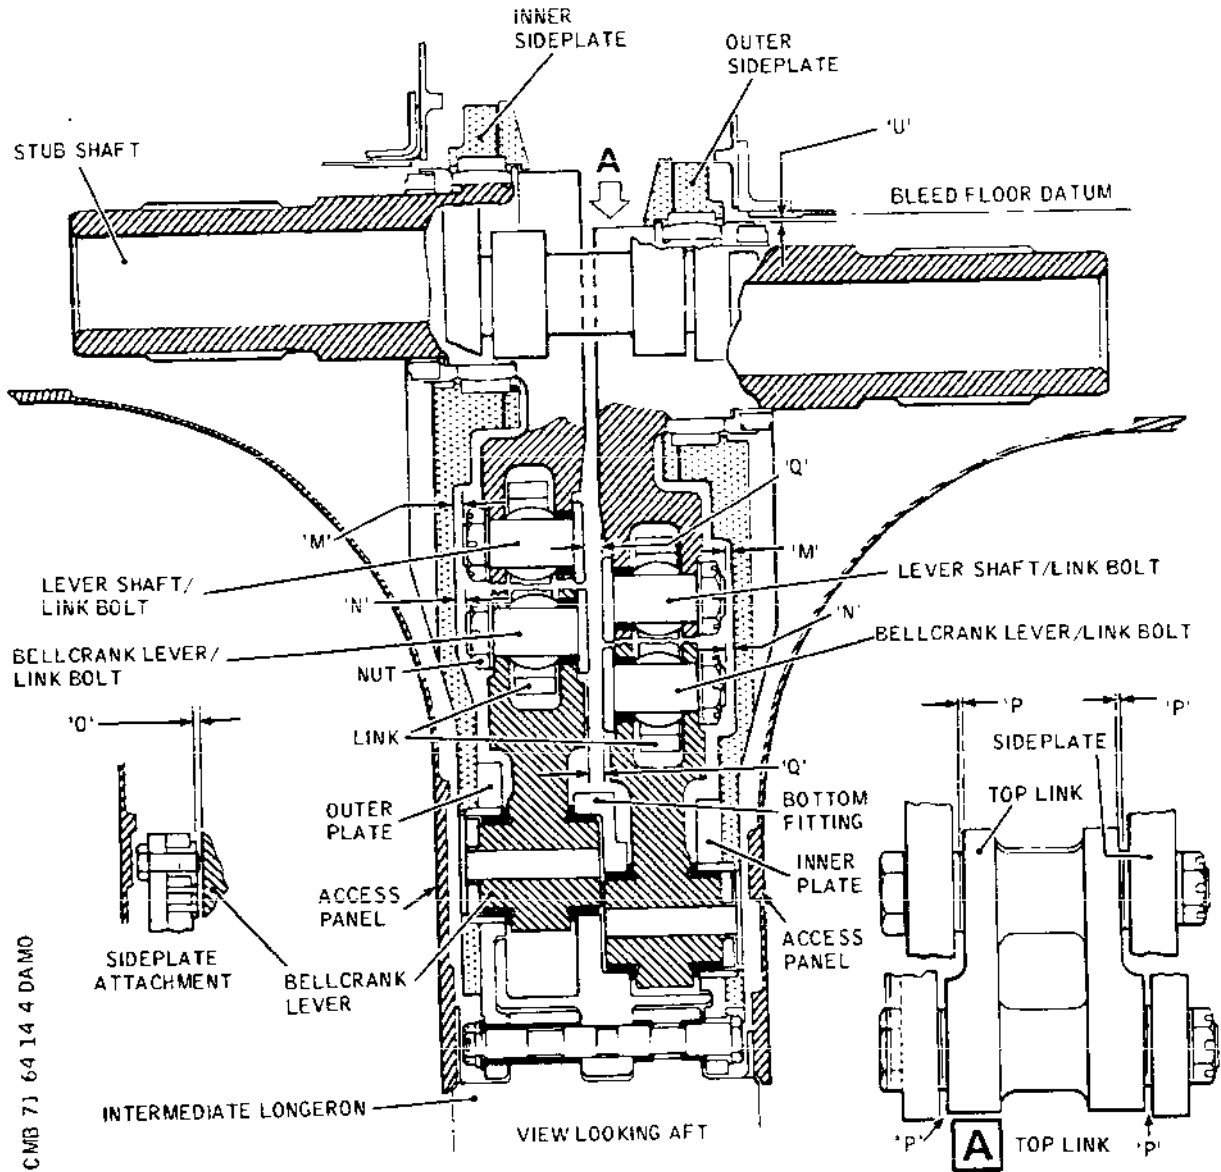 INNER
SIDEPLATE
OUTER
SIDEPLATE
'U'
STUB SHAFT
A
BLEED FLOOR DATUM
'Q'
'M'
'M'
LEVER SHAFT/
LINK BOLT
LEVER SHAFT/LINK BOLT
'N'
'N'
BELLCRANK LEVER/LINK BOLT
BELLCRANK LEVER/
LINK BOLT
NUT
'O'
LINK
'P'
'P'
SIDEPLATE
'Q'
TOP LINK
OUTER
PLATE
BOTTOM
FITTING
INNER
PLATE
ACCESS
PANEL
ACCESS
PANEL
SIDEPLATE
ATTACHMENT
BELLCRANK
LEVER
INTERMEDIATE LONGERON
VIEW LOOKING AFT
'P'
A
TOP LINK
'P'
CMB 71 64 14 4 DAMO